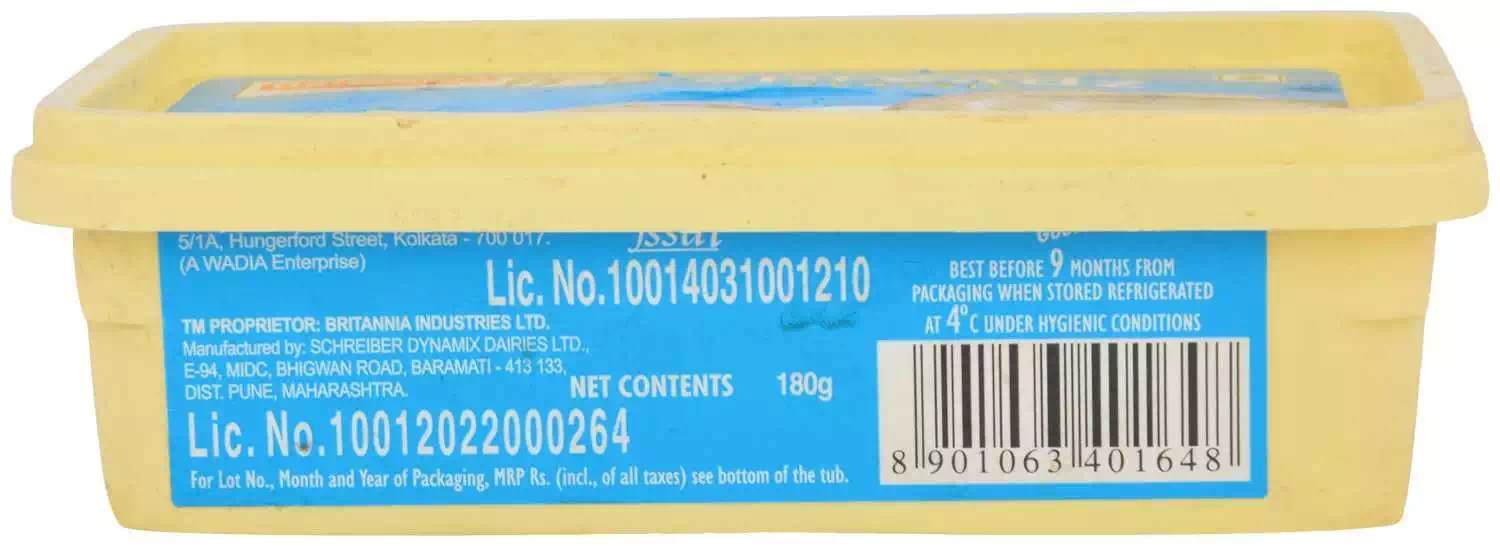 5/1A, Hungerford Street, Kolkata - 700 017.
(A WADIA Enterprise)
fssai
Lic. No.10014031001210
TM PROPRIETOR: BRITANNIA INDUSTRIES LTD.
Manufactured by: SCHREIBER DYNAMIX DAIRIES LTD.,
E-94, MIDC, BHIGWAN ROAD, BARAMATI - 413 133,
DIST. PUNE, MAHARASHTRA.
NET CONTENTS 180g
Lic. No.10012022000264
For Lot No., Month and Year of Packaging, MRP Rs. (incl., of all taxes) see bottom of the tub.
BEST BEFORE 9 MONTHS FROM
PACKAGING WHEN STORED REFRIGERATED
AT 4°C UNDER HYGIENIC CONDITIONS
8 901063 401648